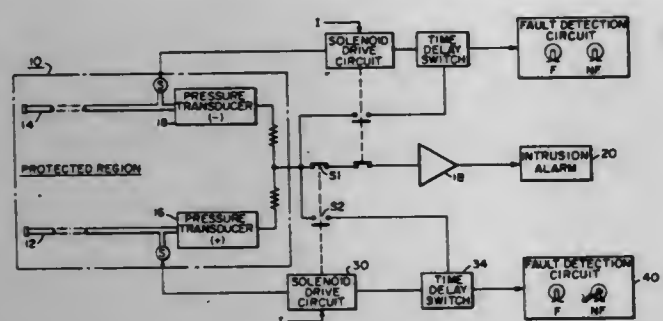 I
SOLENOID
DRIVE
CIRCUIT
TIME
DELAY
SWITCH
FAULT DETECTION
CIRCUIT
F NF
10
S
PRESSURE
TRANSDUCER
(-)
18
14
PROTECTED REGION
S1
18
INTRUSION
ALARM
20
S2
16
PRESSURE
TRANSDUCER
(+)
12
S
30
SOLENOID
DRIVE
CIRCUIT
34
TIME
DELAY
SWITCH
FAULT DETECTION
CIRCUIT
F NF
40